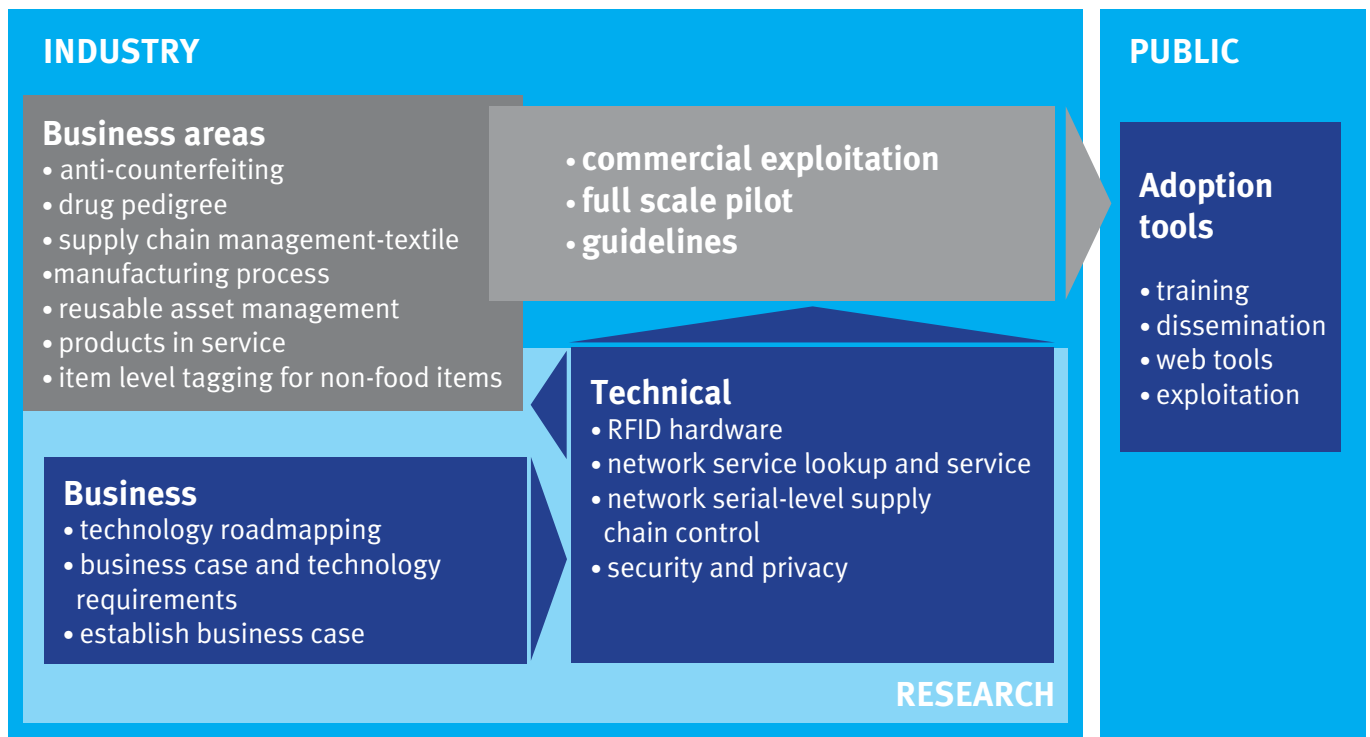 INDUSTRY
Business areas
• anti-counterfeiting
• drug pedigree
• supply chain management-textile
•manufacturing process
• reusable asset management
• products in service
• item level tagging for non-food items
• commercial exploitation
• full scale pilot
• guidelines
Business
• technology roadmapping
• business case and technology
requirements
• establish business case
Technical
• RFID hardware
• network service lookup and service
• network serial-level supply
chain control
• security and privacy
RESEARCH
PUBLIC
Adoption
tools
• training
• dissemination
• web tools
• exploitation